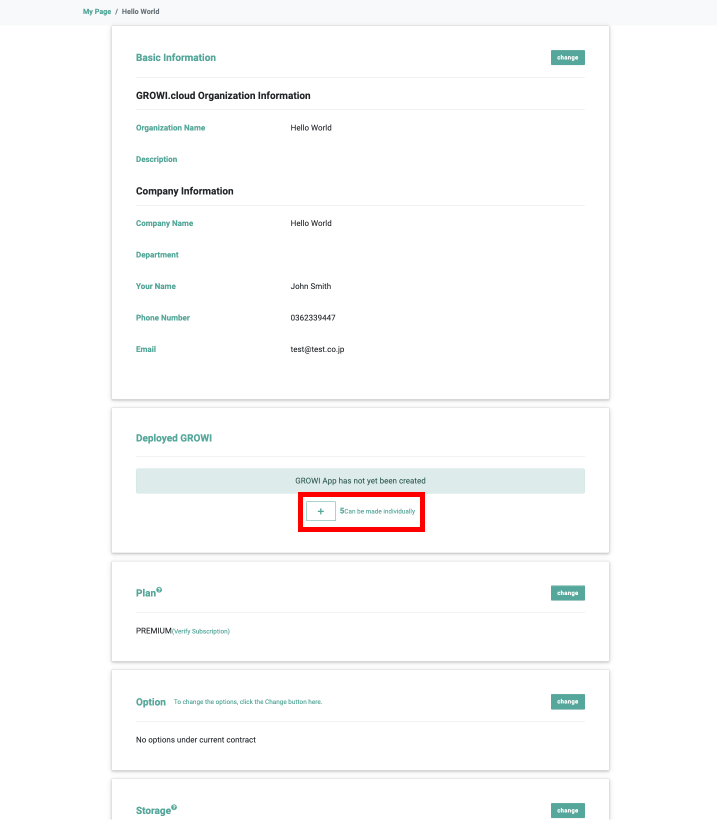 My Page / Hello World
Basic Information
change
GROWI.cloud Organization Information
Organization Name Hello World
Description
Company Information
Company Name Hello World
Department
Your Name John Smith
Phone Number 0362339447
Email test@test.co.jp
Deployed GROWI
GROWI App has not yet been created
+ 5Can be made individually
Plan?
change
PREMIUM(Verify Subscription)
Option To change the options, click the Change button here.
change
No options under current contract
Storage?
change